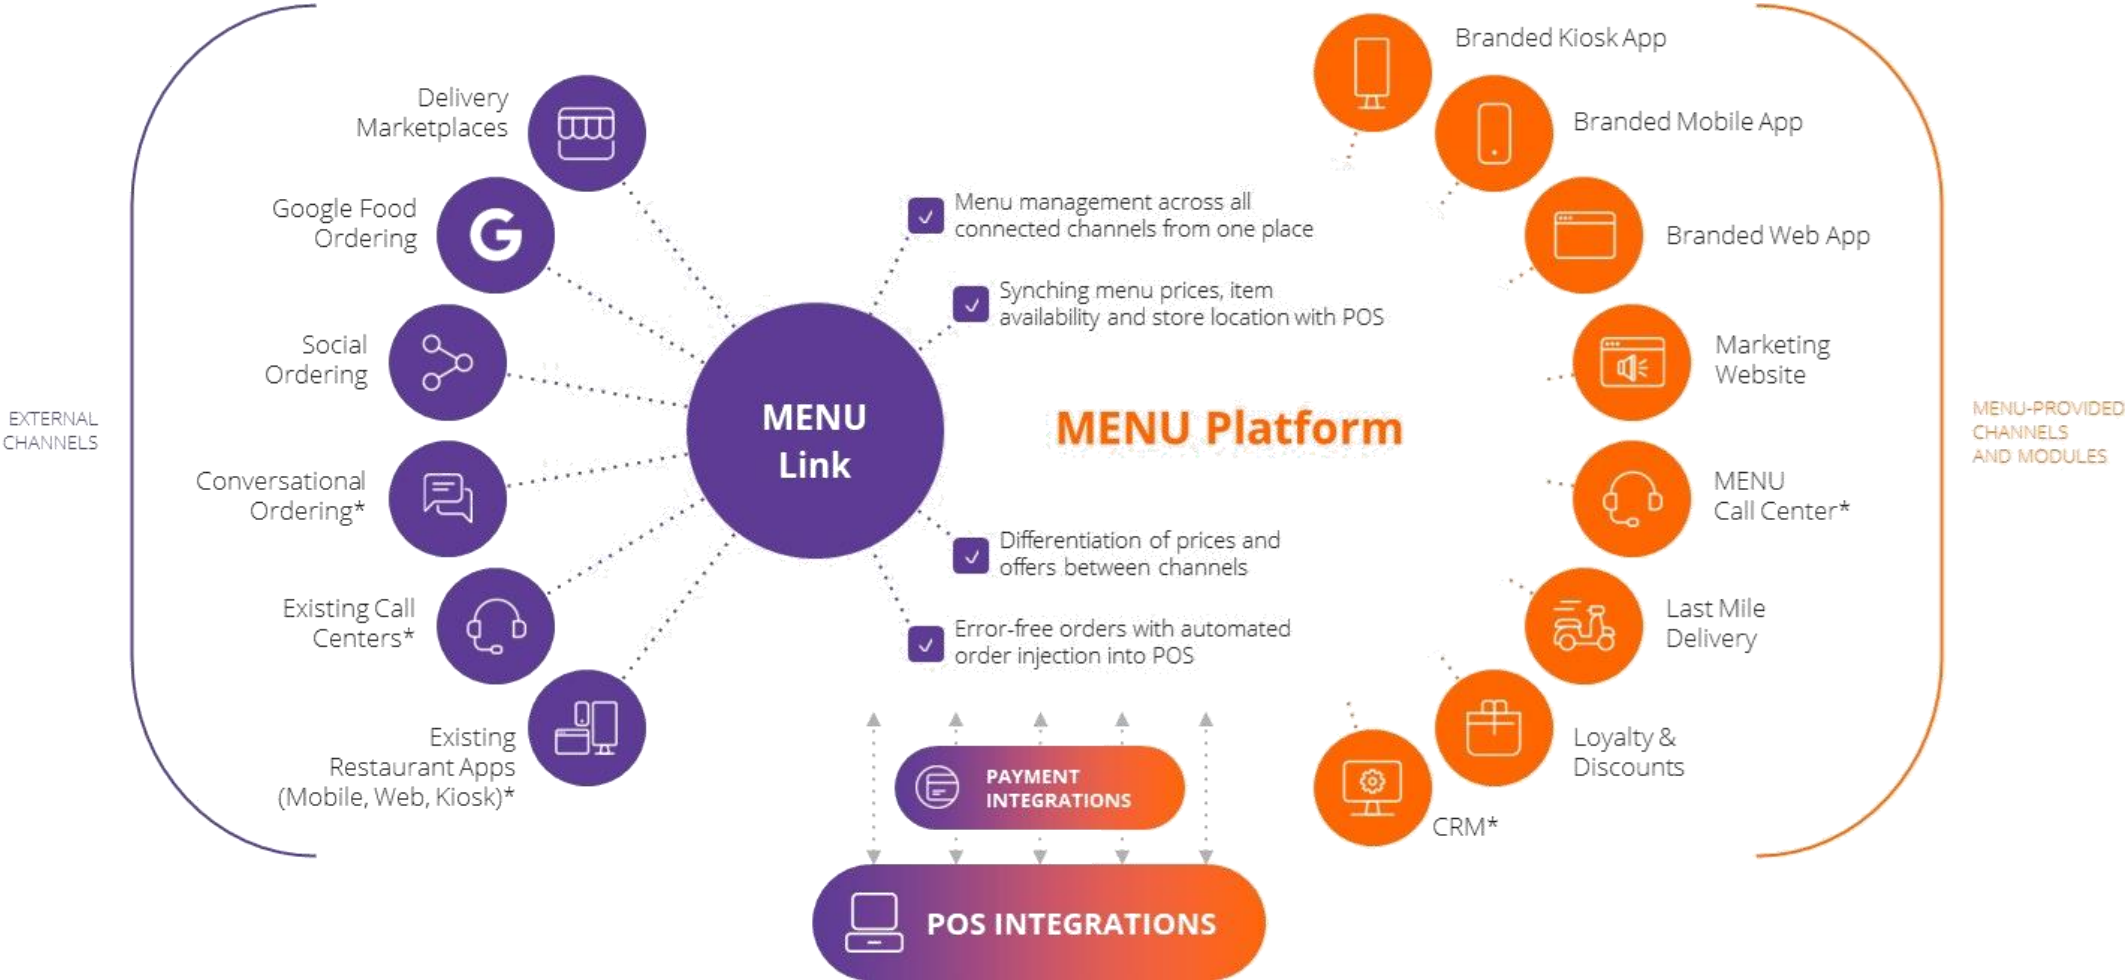 EXTERNAL
CHANNELS
Delivery
Marketplaces
Google Food
Ordering
G
Social
Ordering
Conversational
Ordering*
Existing Call
Centers*
Existing
Restaurant Apps
(Mobile, Web, Kiosk)*
MENU
Link
Menu management across all
connected channels from one place
Synching menu prices, item
availability and store location with POS
MENU Platform
Differentiation of prices and
offers between channels
Error-free orders with automated
order injection into POS
PAYMENT
INTEGRATIONS
POS INTEGRATIONS
Branded Kiosk App
Branded Mobile App
Branded Web App
Marketing
Website
MENU
Call Center*
Last Mile
Delivery
Loyalty &
Discounts
CRM*
MENU-PROVIDED
CHANNELS
AND MODULES